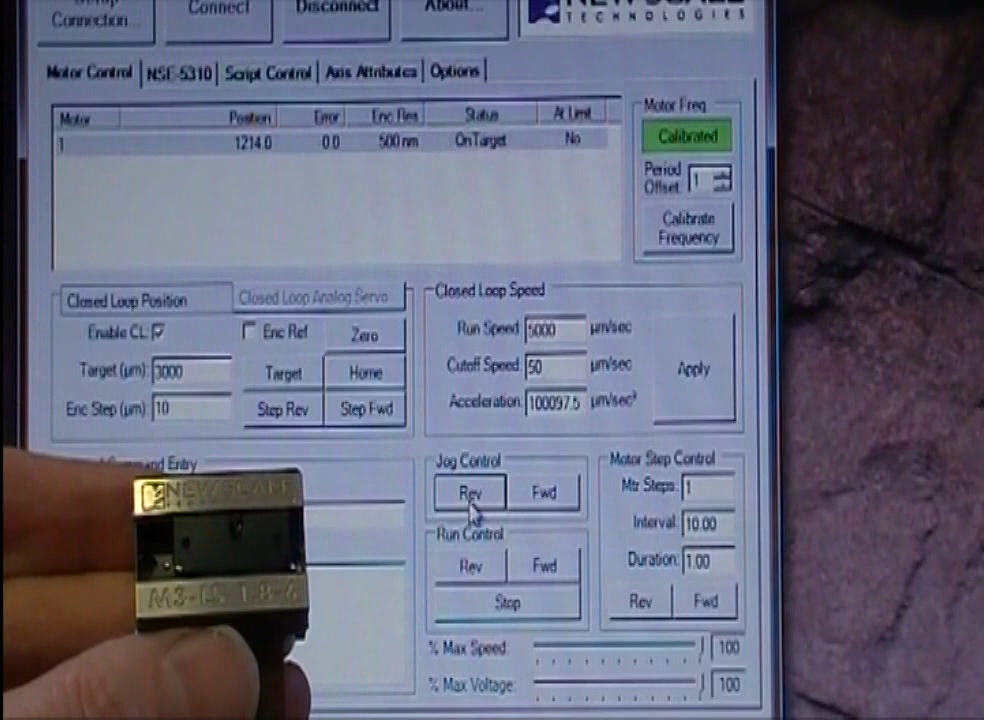 Setup Connect Disconnect About... NEW SCALE
Connection... TECHNOLOGIES
Motor Control NSE-5310 Script Control Axis Attributes Options
Motor Position Error Enc Res Status At Limit
1 1214.0 0.0 500 nm OnTarget No
Motor Freq
Calibrated
Period
Offset: 1
Calibrate
Frequency
Closed Loop Position Closed Loop Analog Servo
Enable CL Enc Ref Zero
Target (µm): 3000 Target Home
Enc Step (µm): 10 Step Rev Step Fwd
Closed Loop Speed
Run Speed 5000 µm/sec
Cutoff Speed: 50 µm/sec
Acceleration: 100097.5 µm/sec²
Apply
Command Entry
Jog Control
Rev Fwd
Run Control
Rev Fwd
Stop
Motor Step Control
Mtr Steps: 1
Interval: 10.00
Duration: 1.00
Rev Fwd
% Max Speed: 100
% Max Voltage: 100
NEW SCALE
M3-LS 1.8-6